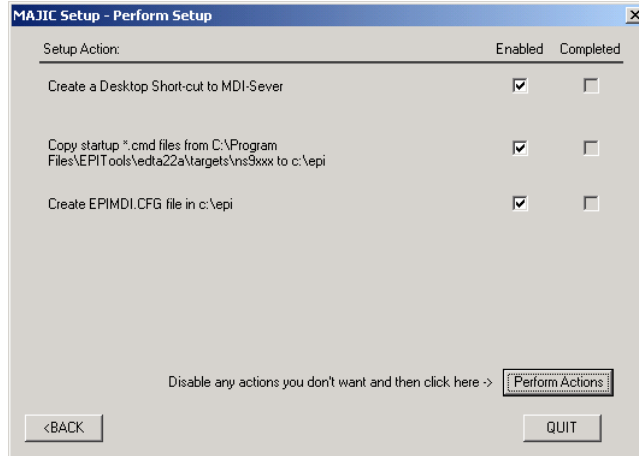 MAJIC Setup - Perform Setup
Setup Action: Enabled Completed
Create a Desktop Short-cut to MDI-Sever
Copy startup *.cmd files from C:\Program
Files\EPITools\edta22a\targets\ns9xxx to c:\epi
Create EPIMDI.CFG file in c:\epi
Disable any actions you don't want and then click here -> Perform Actions
<BACK QUIT